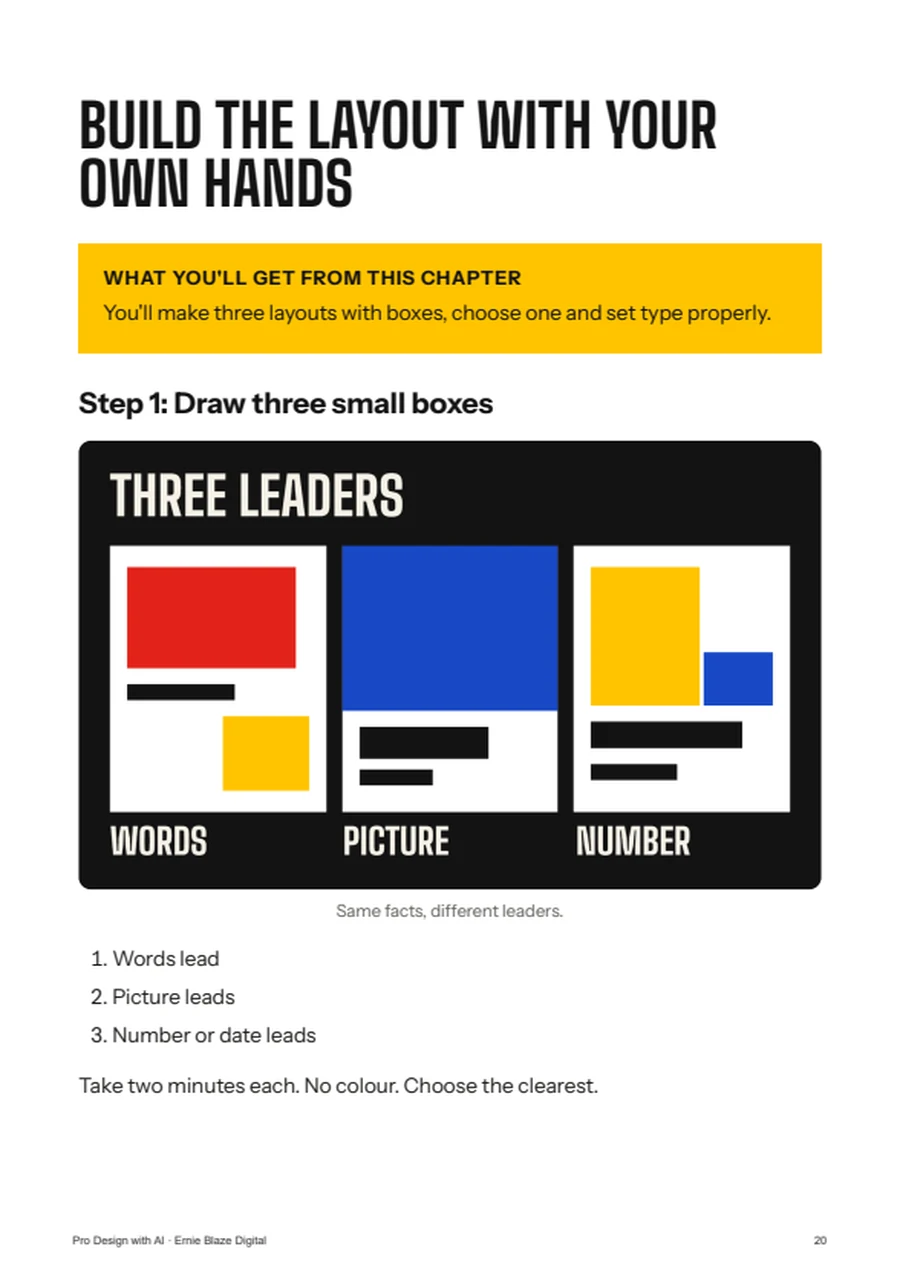 BUILD THE LAYOUT WITH YOUR
OWN HANDS
WHAT YOU'LL GET FROM THIS CHAPTER
You'll make three layouts with boxes, choose one and set type properly.
Step 1: Draw three small boxes
THREE LEADERS
WORDS
PICTURE
NUMBER
Same facts, different leaders.
1. Words lead
2. Picture leads
3. Number or date leads
Take two minutes each. No colour. Choose the clearest.
Pro Design with AI · Ernie Blaze Digital
20